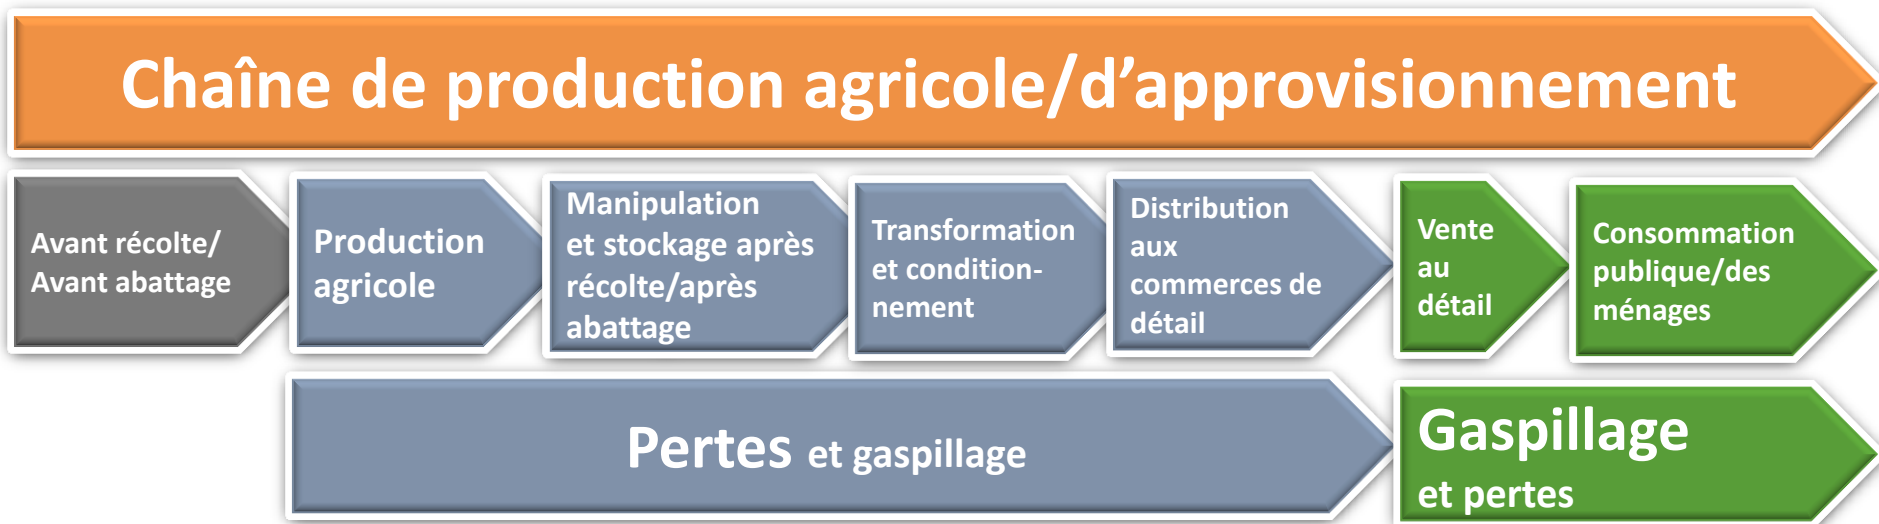 Chaîne de production agricole/d’approvisionnement
Avant récolte/
Avant abattage
Production
agricole
Manipulation
et stockage après
récolte/après
abattage
Transformation
et condition-
nement
Distribution
aux
commerces de
détail
Vente
au
détail
Consommation
publique/des
ménages
Pertes et gaspillage
Gaspillage
et pertes